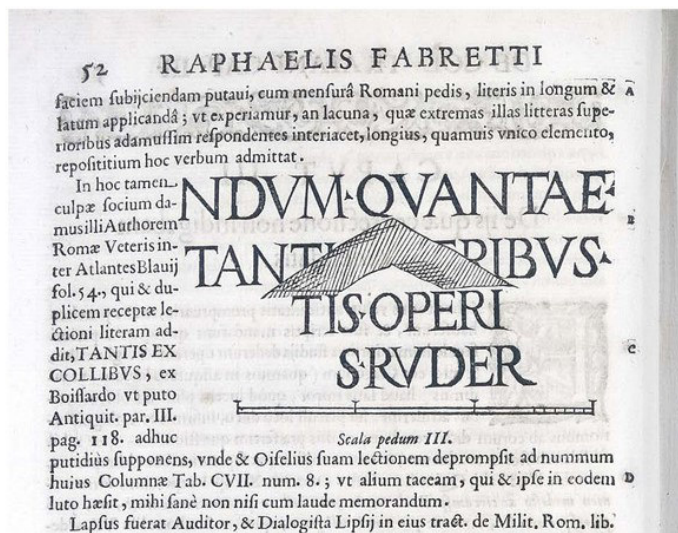 52 RAPHAELIS FABRETTI
faciem subijciendam putaui, cum mensurâ Romani pedis, literis in longum & A
latum applicandâ; vt experiamur, an lacuna, quæ extremas illas litteras supe-
rioribus adamussim respondentes interiacet, longius, quamuis vnico elemento,
reposititium hoc verbum admittat.
In hoc tamen
culpæ socium da-
mus illi Authorem
Romæ Veteris in-
ter Atlantes Blauij
fol. 54., qui & du-
plicem receptæ le-
ctioni literam ad-
dit, TANTIS EX
COLLIBVS, ex
Boissardo vt puto
Antiquit. par. III.
pag. 118. adhuc
NDVM·QVANTAE
B
TANTI ERIBVS·
TIS·OPERI
C
S·RVDER
Scala pedum III.
putidius supponens, vnde & Oiselius suam lectionem deprompsit ad nummum
huius Columnæ Tab. CVII. num. 8.; vt alium taceam, qui & ipse in eodem D
luto hæsit, mihi sanè non nisi cum laude memorandum.
Lapsus fuerat Auditor, & Dialogista Lipsij in eius tract. de Milit. Rom. lib.